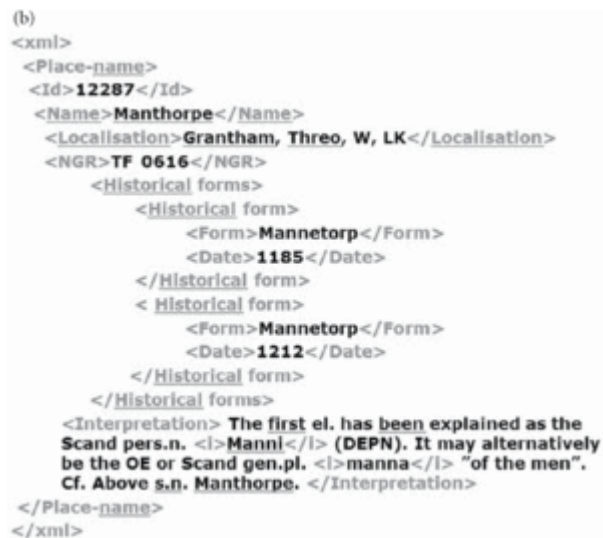 (b)
<xml>
<Place-name>
<Id>12287</Id>
<Name>Manthorpe</Name>
<Localisation>Grantham, Threo, W, LK</Localisation>
<NGR>TF 0616</NGR>
<Historical forms>
<Historical form>
<Form>Mannetorp</Form>
<Date>1185</Date>
</Historical form>
< Historical form>
<Form>Mannetorp</Form>
<Date>1212</Date>
</Historical form>
</Historical forms>
<Interpretation> The first el. has been explained as the
Scand pers.n. <i>Manni</i> (DEPN). It may alternatively
be the OE or Scand gen.pl. <i>manna</i> "of the men".
Cf. Above s.n. Manthorpe. </Interpretation>
</Place-name>
</xml>